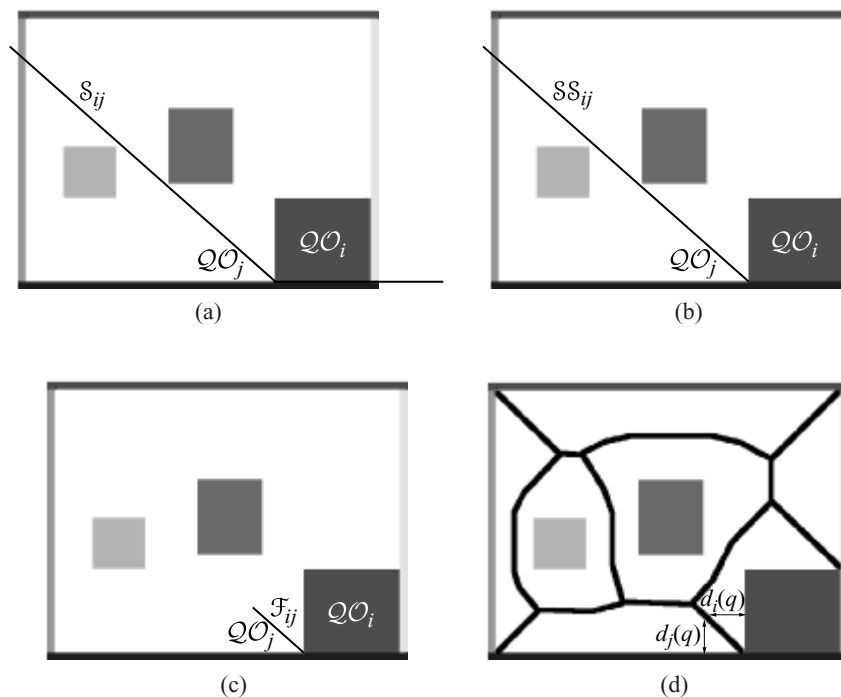 𝒮ᵢⱼ
𝒬𝒪ⱼ
𝒬𝒪ᵢ
(a)
𝒮𝒮ᵢⱼ
𝒬𝒪ⱼ
𝒬𝒪ᵢ
(b)
ℱᵢⱼ
𝒬𝒪ⱼ
𝒬𝒪ᵢ
(c)
dᵢ(q)
dⱼ(q)
(d)